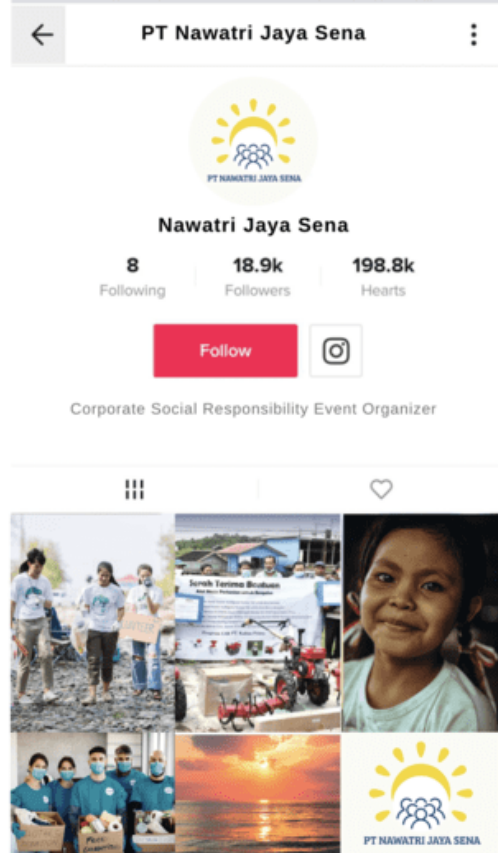 PT Nawatri Jaya Sena
PT NAWATRI JAYA SENA
Nawatri Jaya Sena
8 18.9k 198.8k
Following Followers Hearts
Follow
Corporate Social Responsibility Event Organizer
Serah Terima Bantuan
PT NAWATRI JAYA SENA